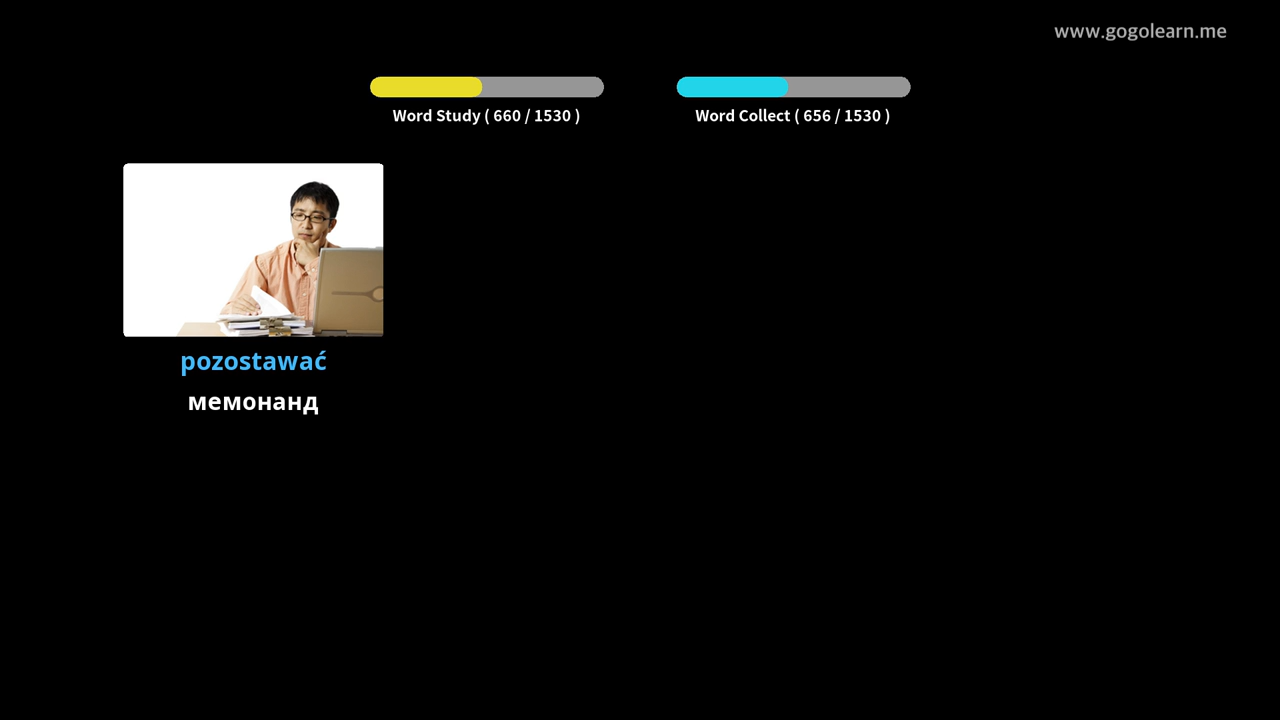 www.gogolearn.me
Word Study ( 660 / 1530 )
Word Collect ( 656 / 1530 )
pozostawać
мемонанд